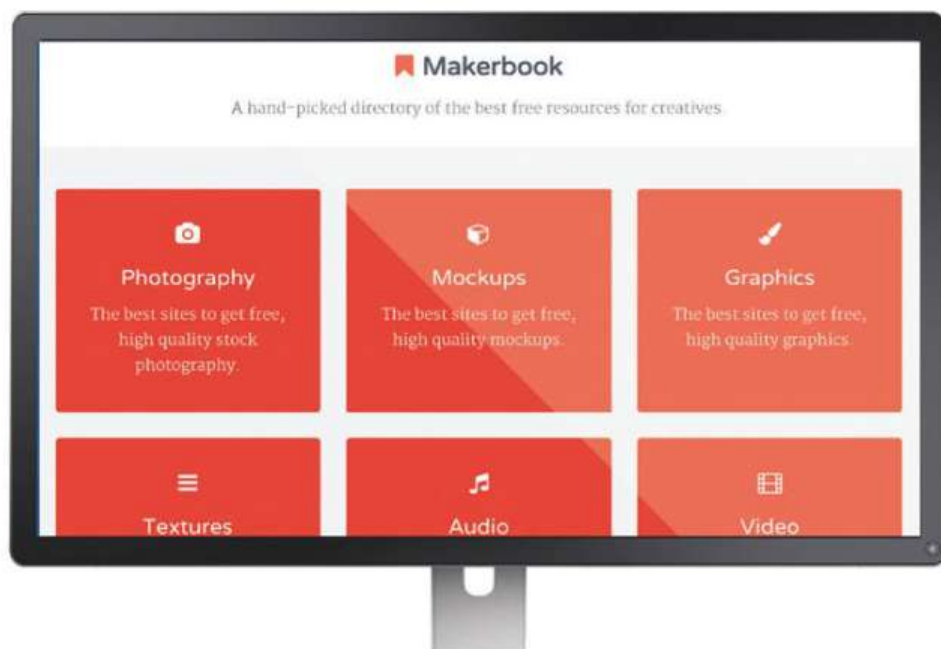 Makerbook
A hand-picked directory of the best free resources for creatives
Photography
The best sites to get free,
high quality stock
photography.
Mockups
The best sites to get free,
high quality mockups.
Graphics
The best sites to get free,
high quality graphics.
Textures
Audio
Video